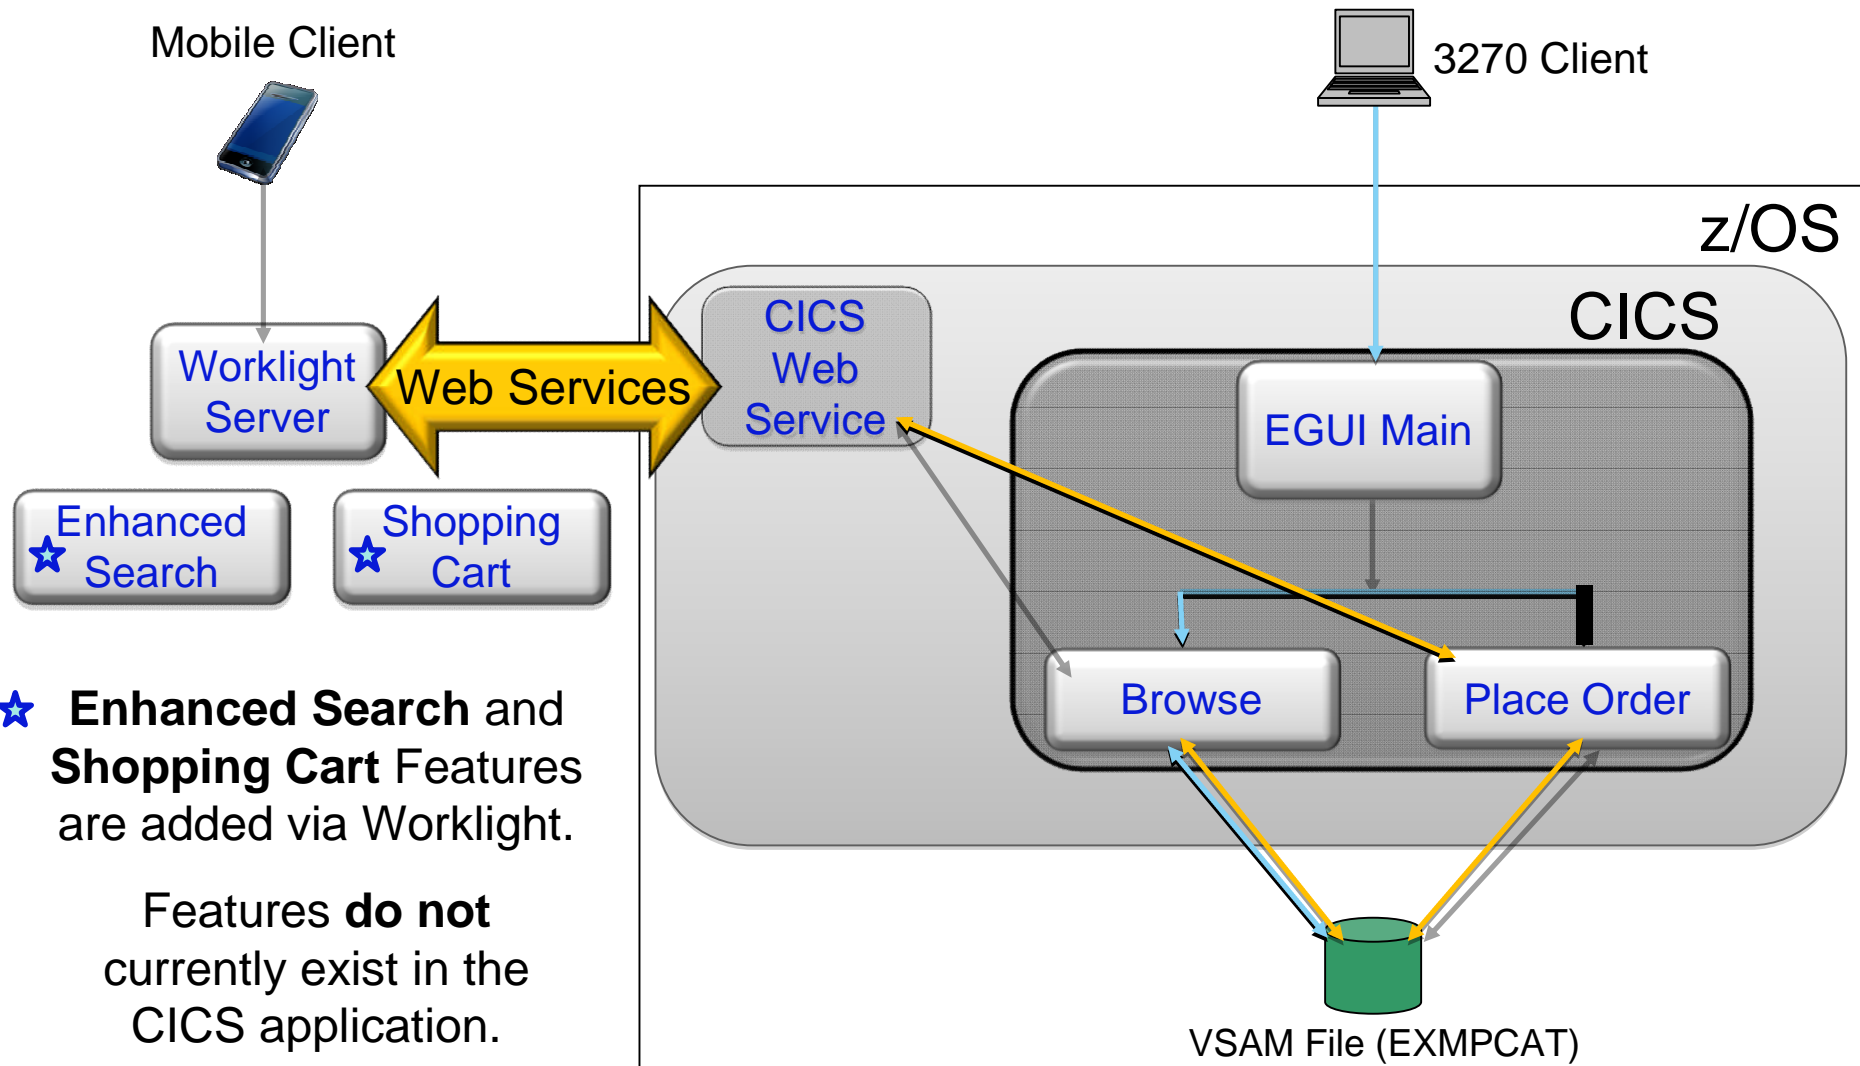 Mobile Client
3270 Client
z/OS
CICS
CICS
Web
Service
Worklight
Server
Web Services
EGUI Main
Enhanced
Search
Shopping
Cart
Browse
Place Order
Enhanced Search and
Shopping Cart Features
are added via Worklight.
Features do not
currently exist in the
CICS application.
VSAM File (EXMPCAT)